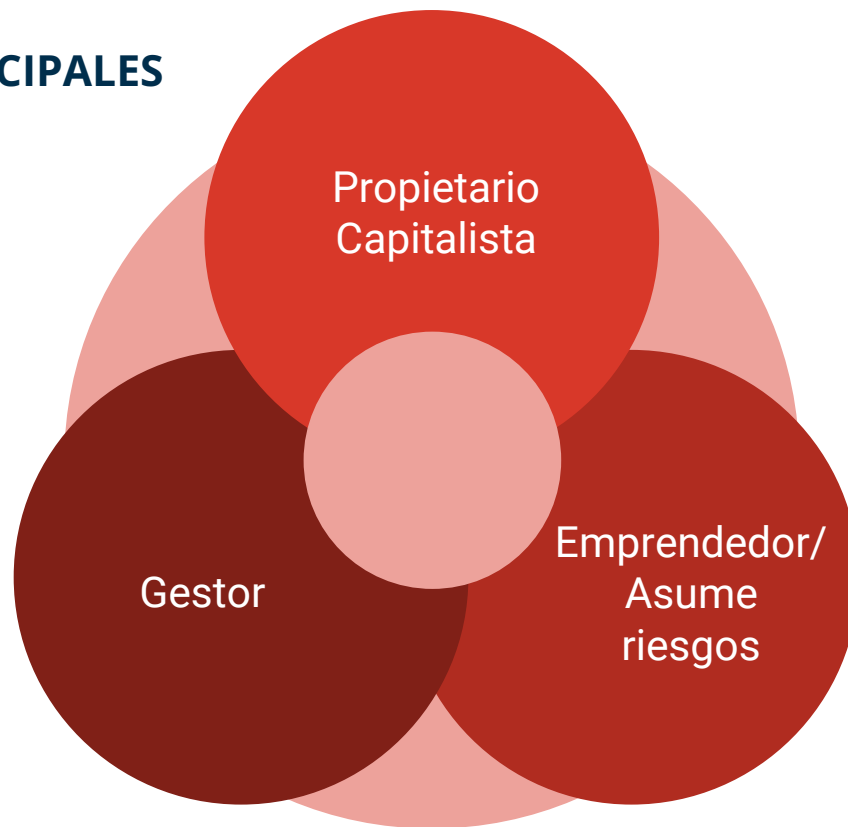 CIPALES
Propietario
Capitalista
Gestor
Emprendedor/
Asume
riesgos